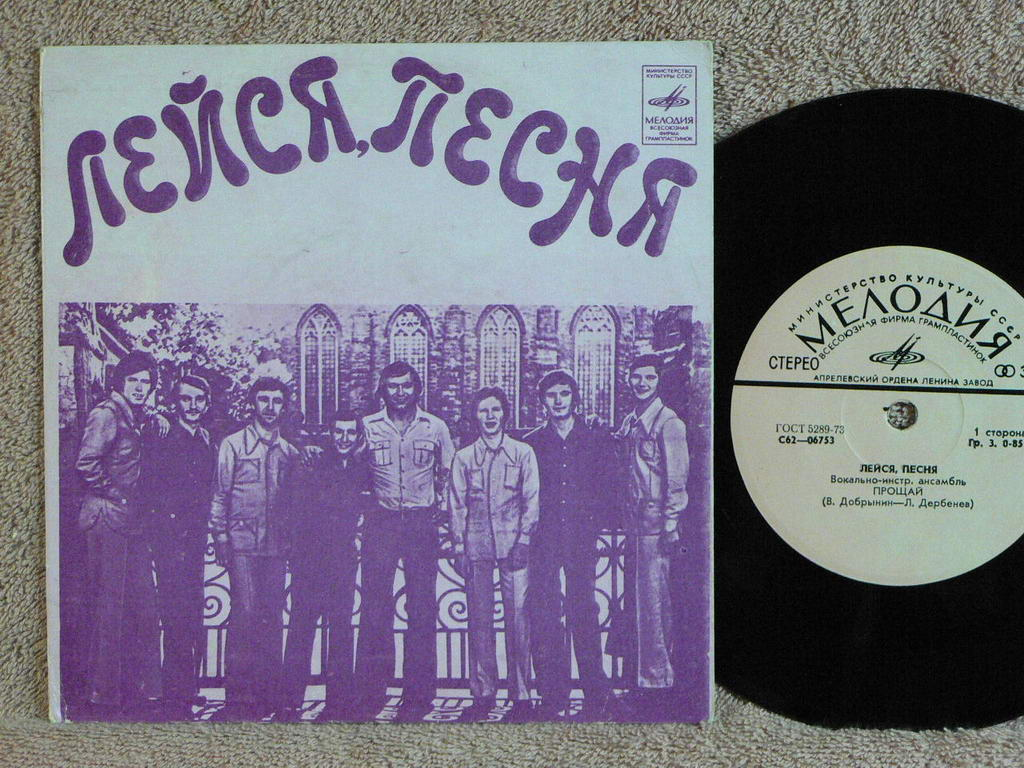 ЛЕЙСЯ, ПЕСНЯ
МИНИСТЕРСТВО
КУЛЬТУРЫ СССР
МЕЛОДИЯ
ВСЕСОЮЗНАЯ
ФИРМА
ГРАМПЛАСТИНОК
МИНИСТЕРСТВО КУЛЬТУРЫ СССР
МЕЛОДИЯ
ВСЕСОЮЗНАЯ ФИРМА ГРАМПЛАСТИНОК
СТЕРЕО
АПРЕЛЕВСКИЙ ОРДЕНА ЛЕНИНА ЗАВОД
ГОСТ 5289-73
С62—06753
1 сторона
Гр. 3. 0-85
ЛЕЙСЯ, ПЕСНЯ
Вокально-инстр. ансамбль
ПРОЩАЙ
(В. Добрынин—Л. Дербенев)